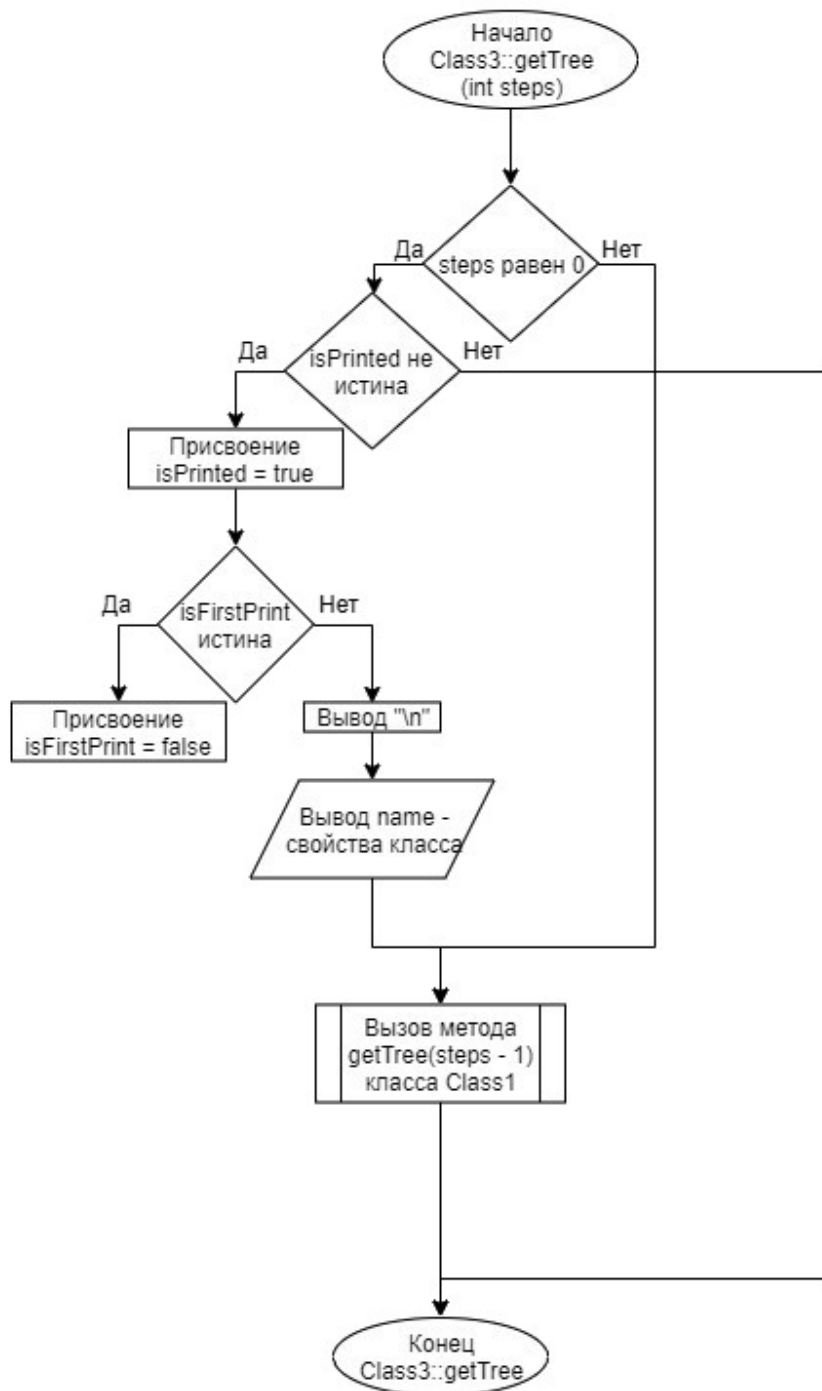 Начало
Class3::getTree
(int steps)
Да
Нет
steps равен 0
Да
Нет
isPrinted не
истина
Присвоение
isPrinted = true
Да
Нет
isFirstPrint
истина
Присвоение
isFirstPrint = false
Вывод "\n"
Вывод name -
свойства класса
Вызов метода
getTree(steps - 1)
класса Class1
Конец
Class3::getTree